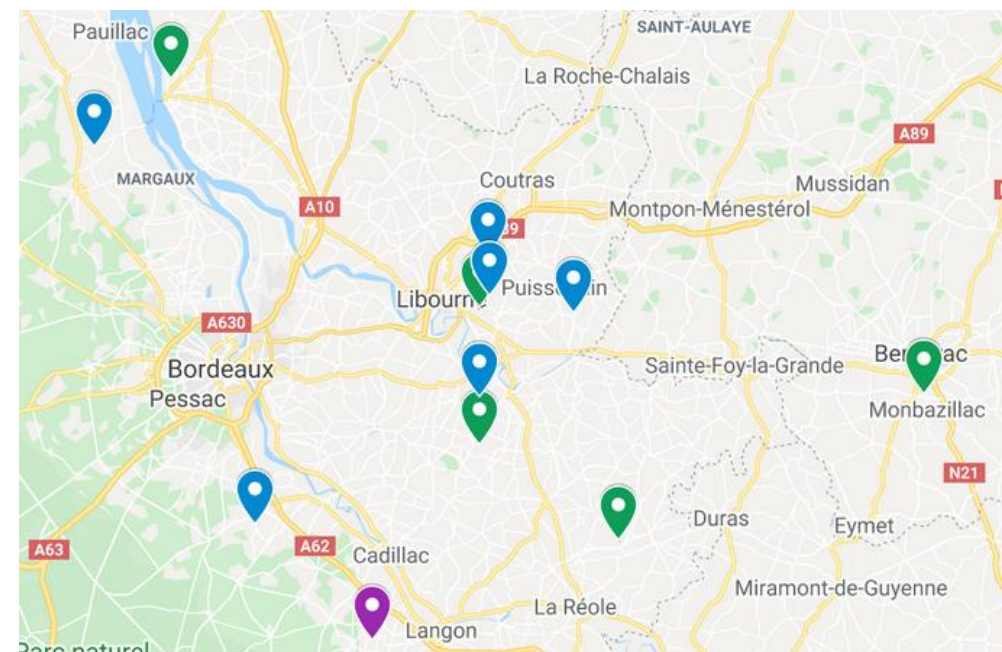 SAINT-AULAYE
Pauillac
La Roche-Chalais
A89
MARGAUX
Coutras
Mussidan
A10
Montpon-Ménestérol
Libourne
A630
Bordeaux
Sainte-Foy-la-Grande
Pessac
Monbazillac
N21
Duras
Eymet
A63
A62
Cadillac
Miramont-de-Guyenne
La Réole
Langon